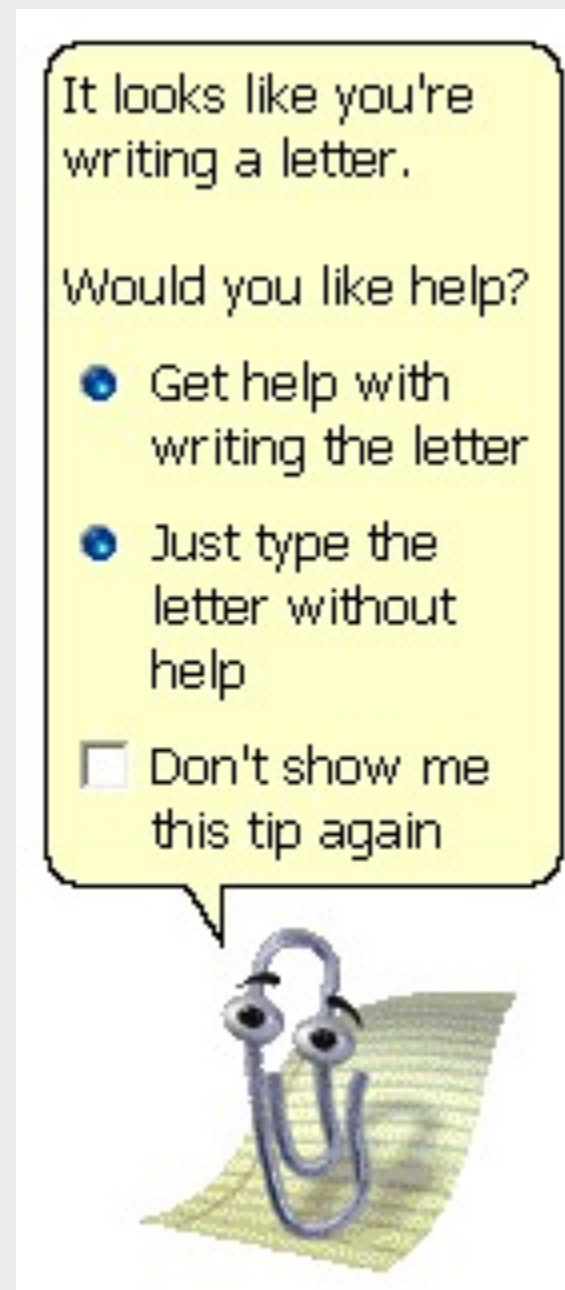 It looks like you're
writing a letter.
Would you like help?
Get help with
writing the letter
Just type the
letter without
help
Don't show me
this tip again